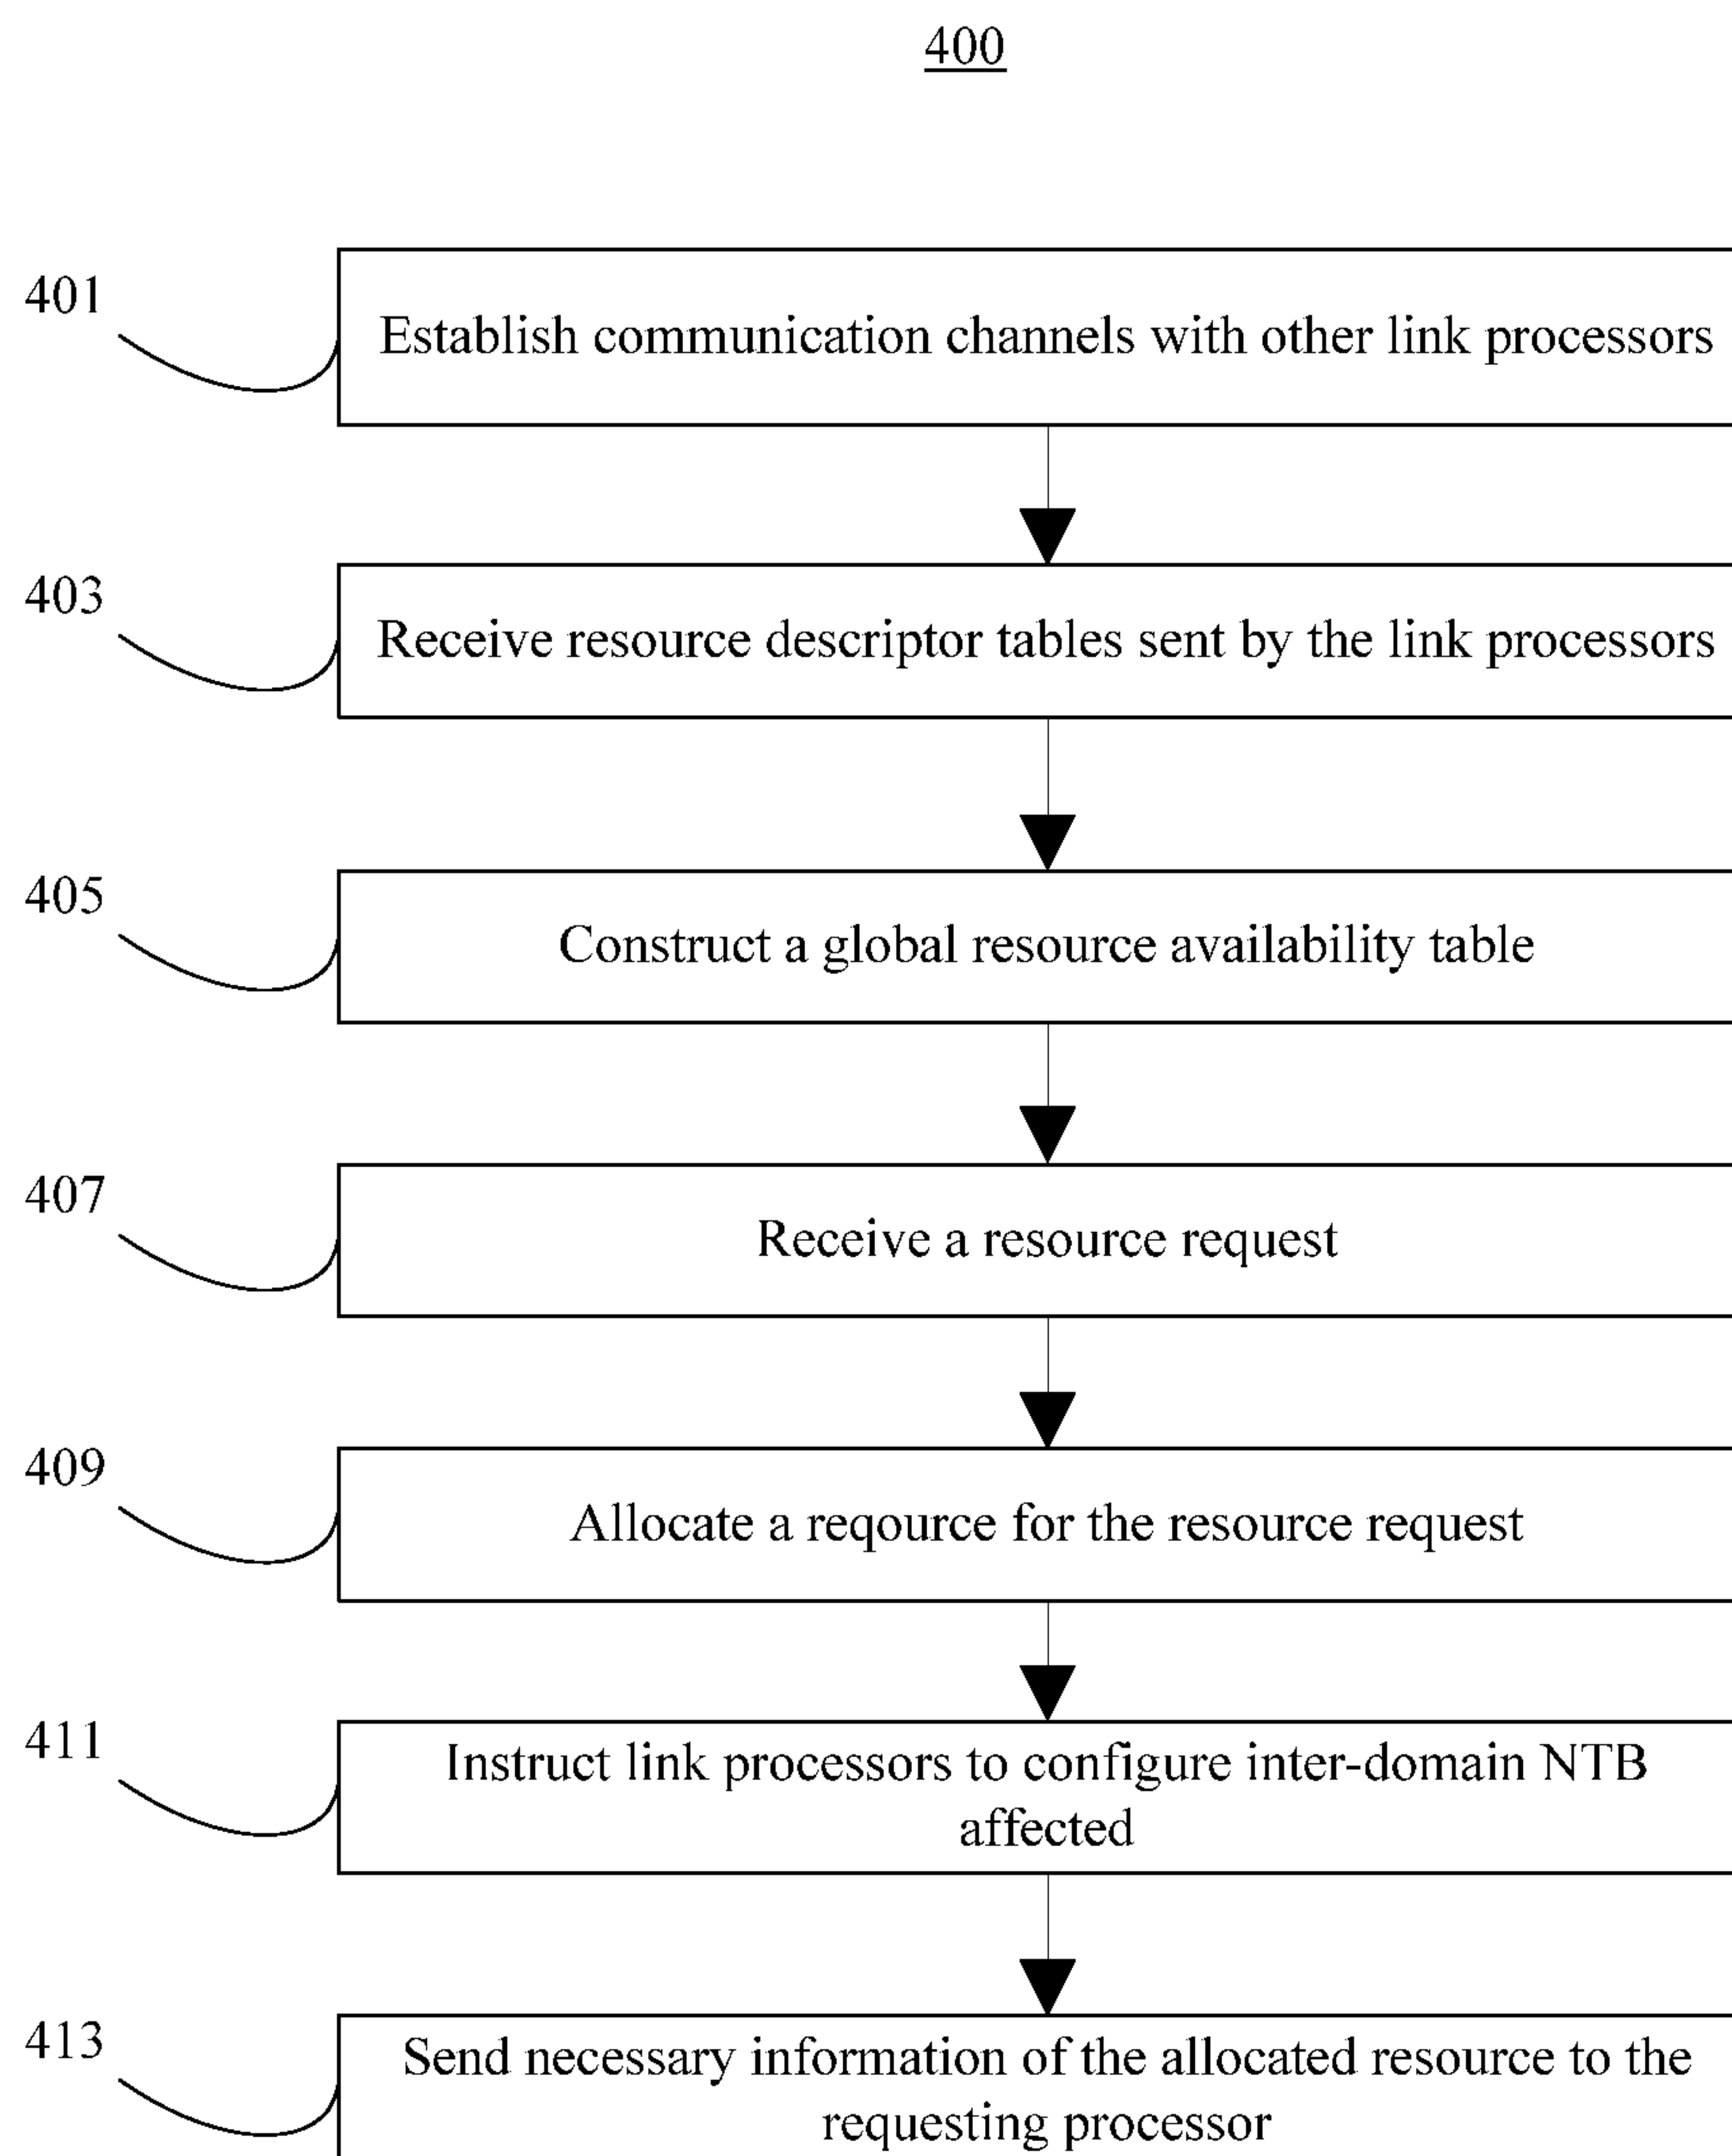 400
401
Establish communication channels with other link processors
403
Receive resource descriptor tables sent by the link processors
405
Construct a global resource availability table
407
Receive a resource request
409
Allocate a reqource for the resource request
411
Instruct link processors to configure inter-domain NTB
affected
413
Send necessary information of the allocated resource to the
requesting processor